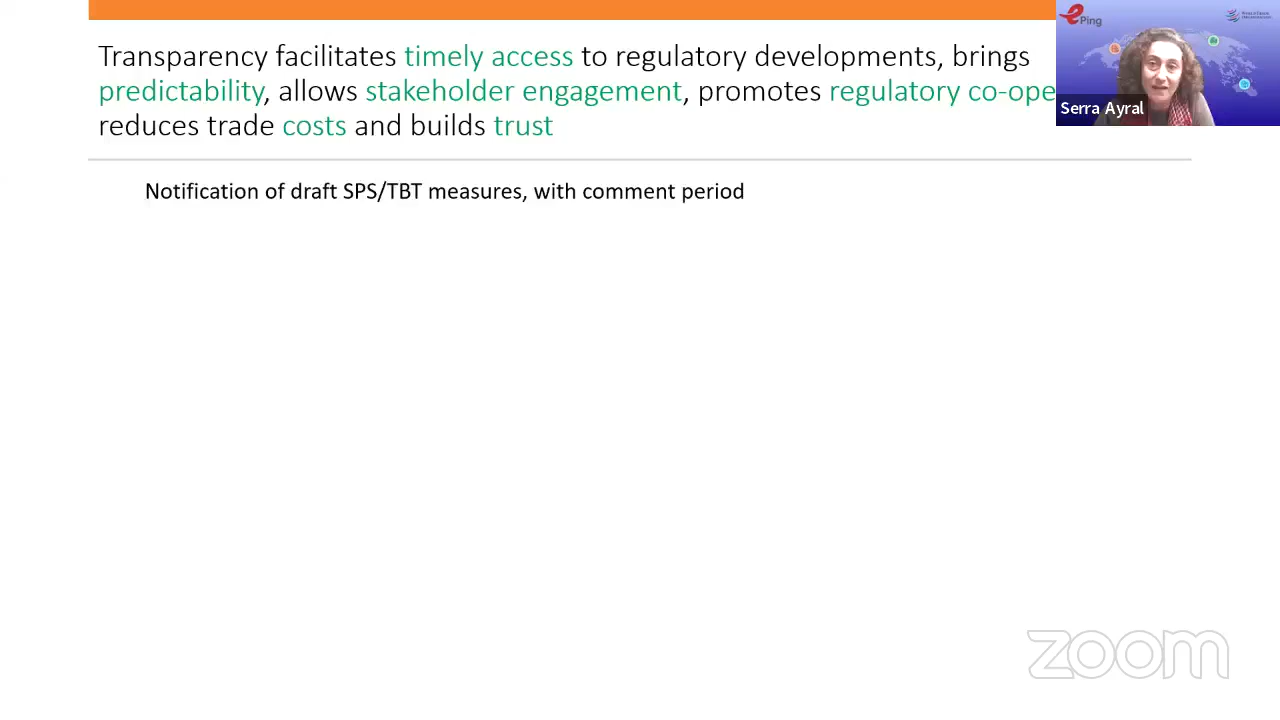 Transparency facilitates timely access to regulatory developments, brings
predictability, allows stakeholder engagement, promotes regulatory co-ope
reduces trade costs and builds trust
ePing
Serra Ayral
Notification of draft SPS/TBT measures, with comment period
zoom